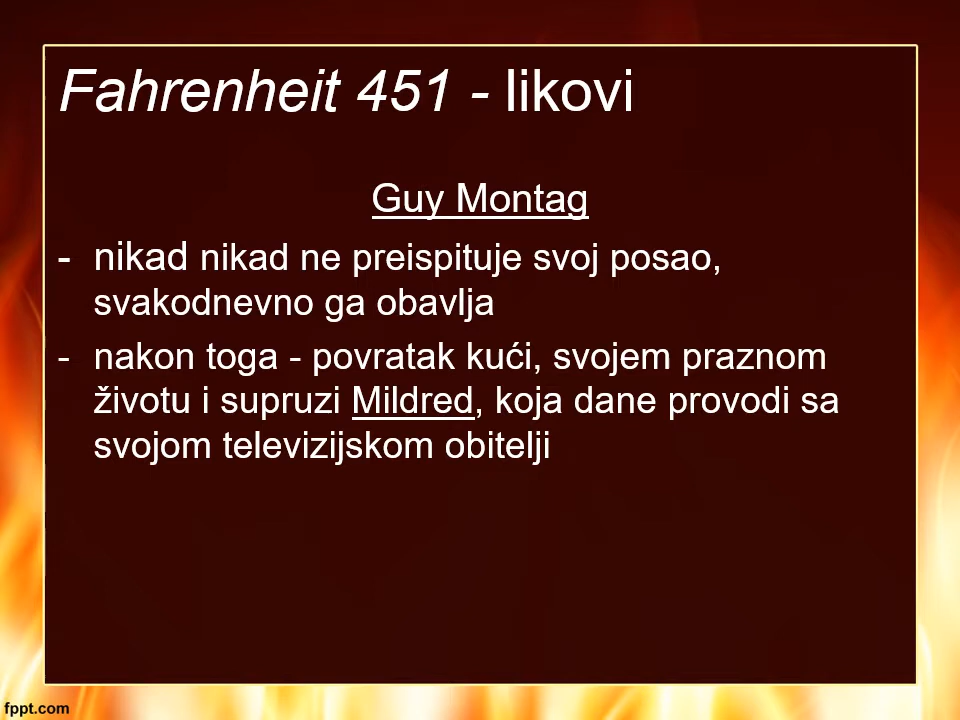 Fahrenheit 451 - likovi
Guy Montag
- nikad nikad ne preispituje svoj posao,
svakodnevno ga obavlja
- nakon toga - povratak kući, svojem praznom
životu i supruzi Mildred, koja dane provodi sa
svojom televizijskom obitelji
fppt.com